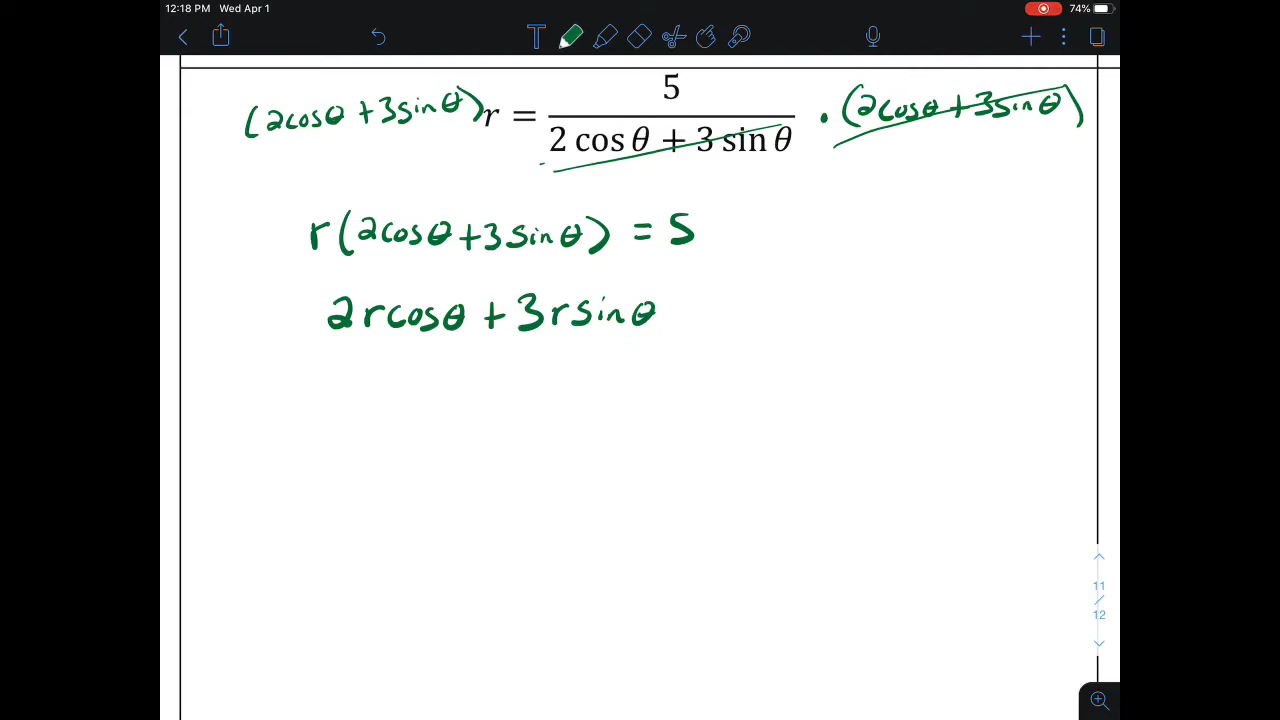 12:18 PM Wed Apr 1 74%
T
(2cosθ + 3sinθ) r = 5 / 2 cos θ + 3 sin θ · (2cosθ + 3sinθ)
r(2cosθ + 3sinθ) = 5
2rcosθ + 3rsinθ
11
/
12